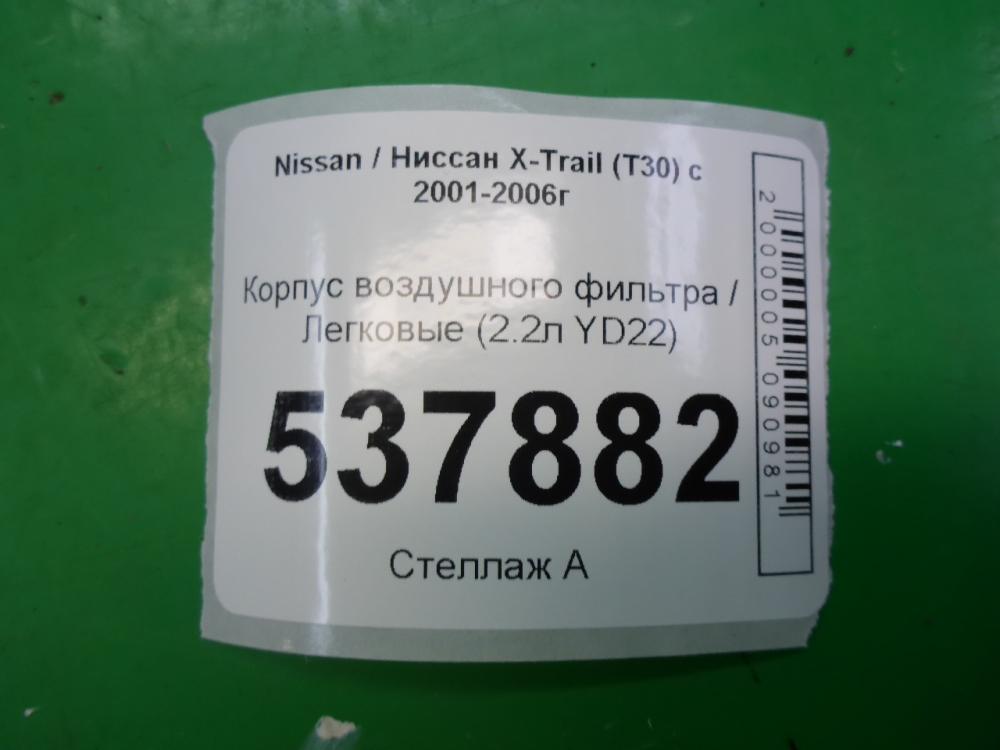 Nissan / Ниссан X-Trail (T30) с
2001-2006г
Корпус воздушного фильтра /
Легковые (2.2л YD22)
537882
Стеллаж А
2000005090981